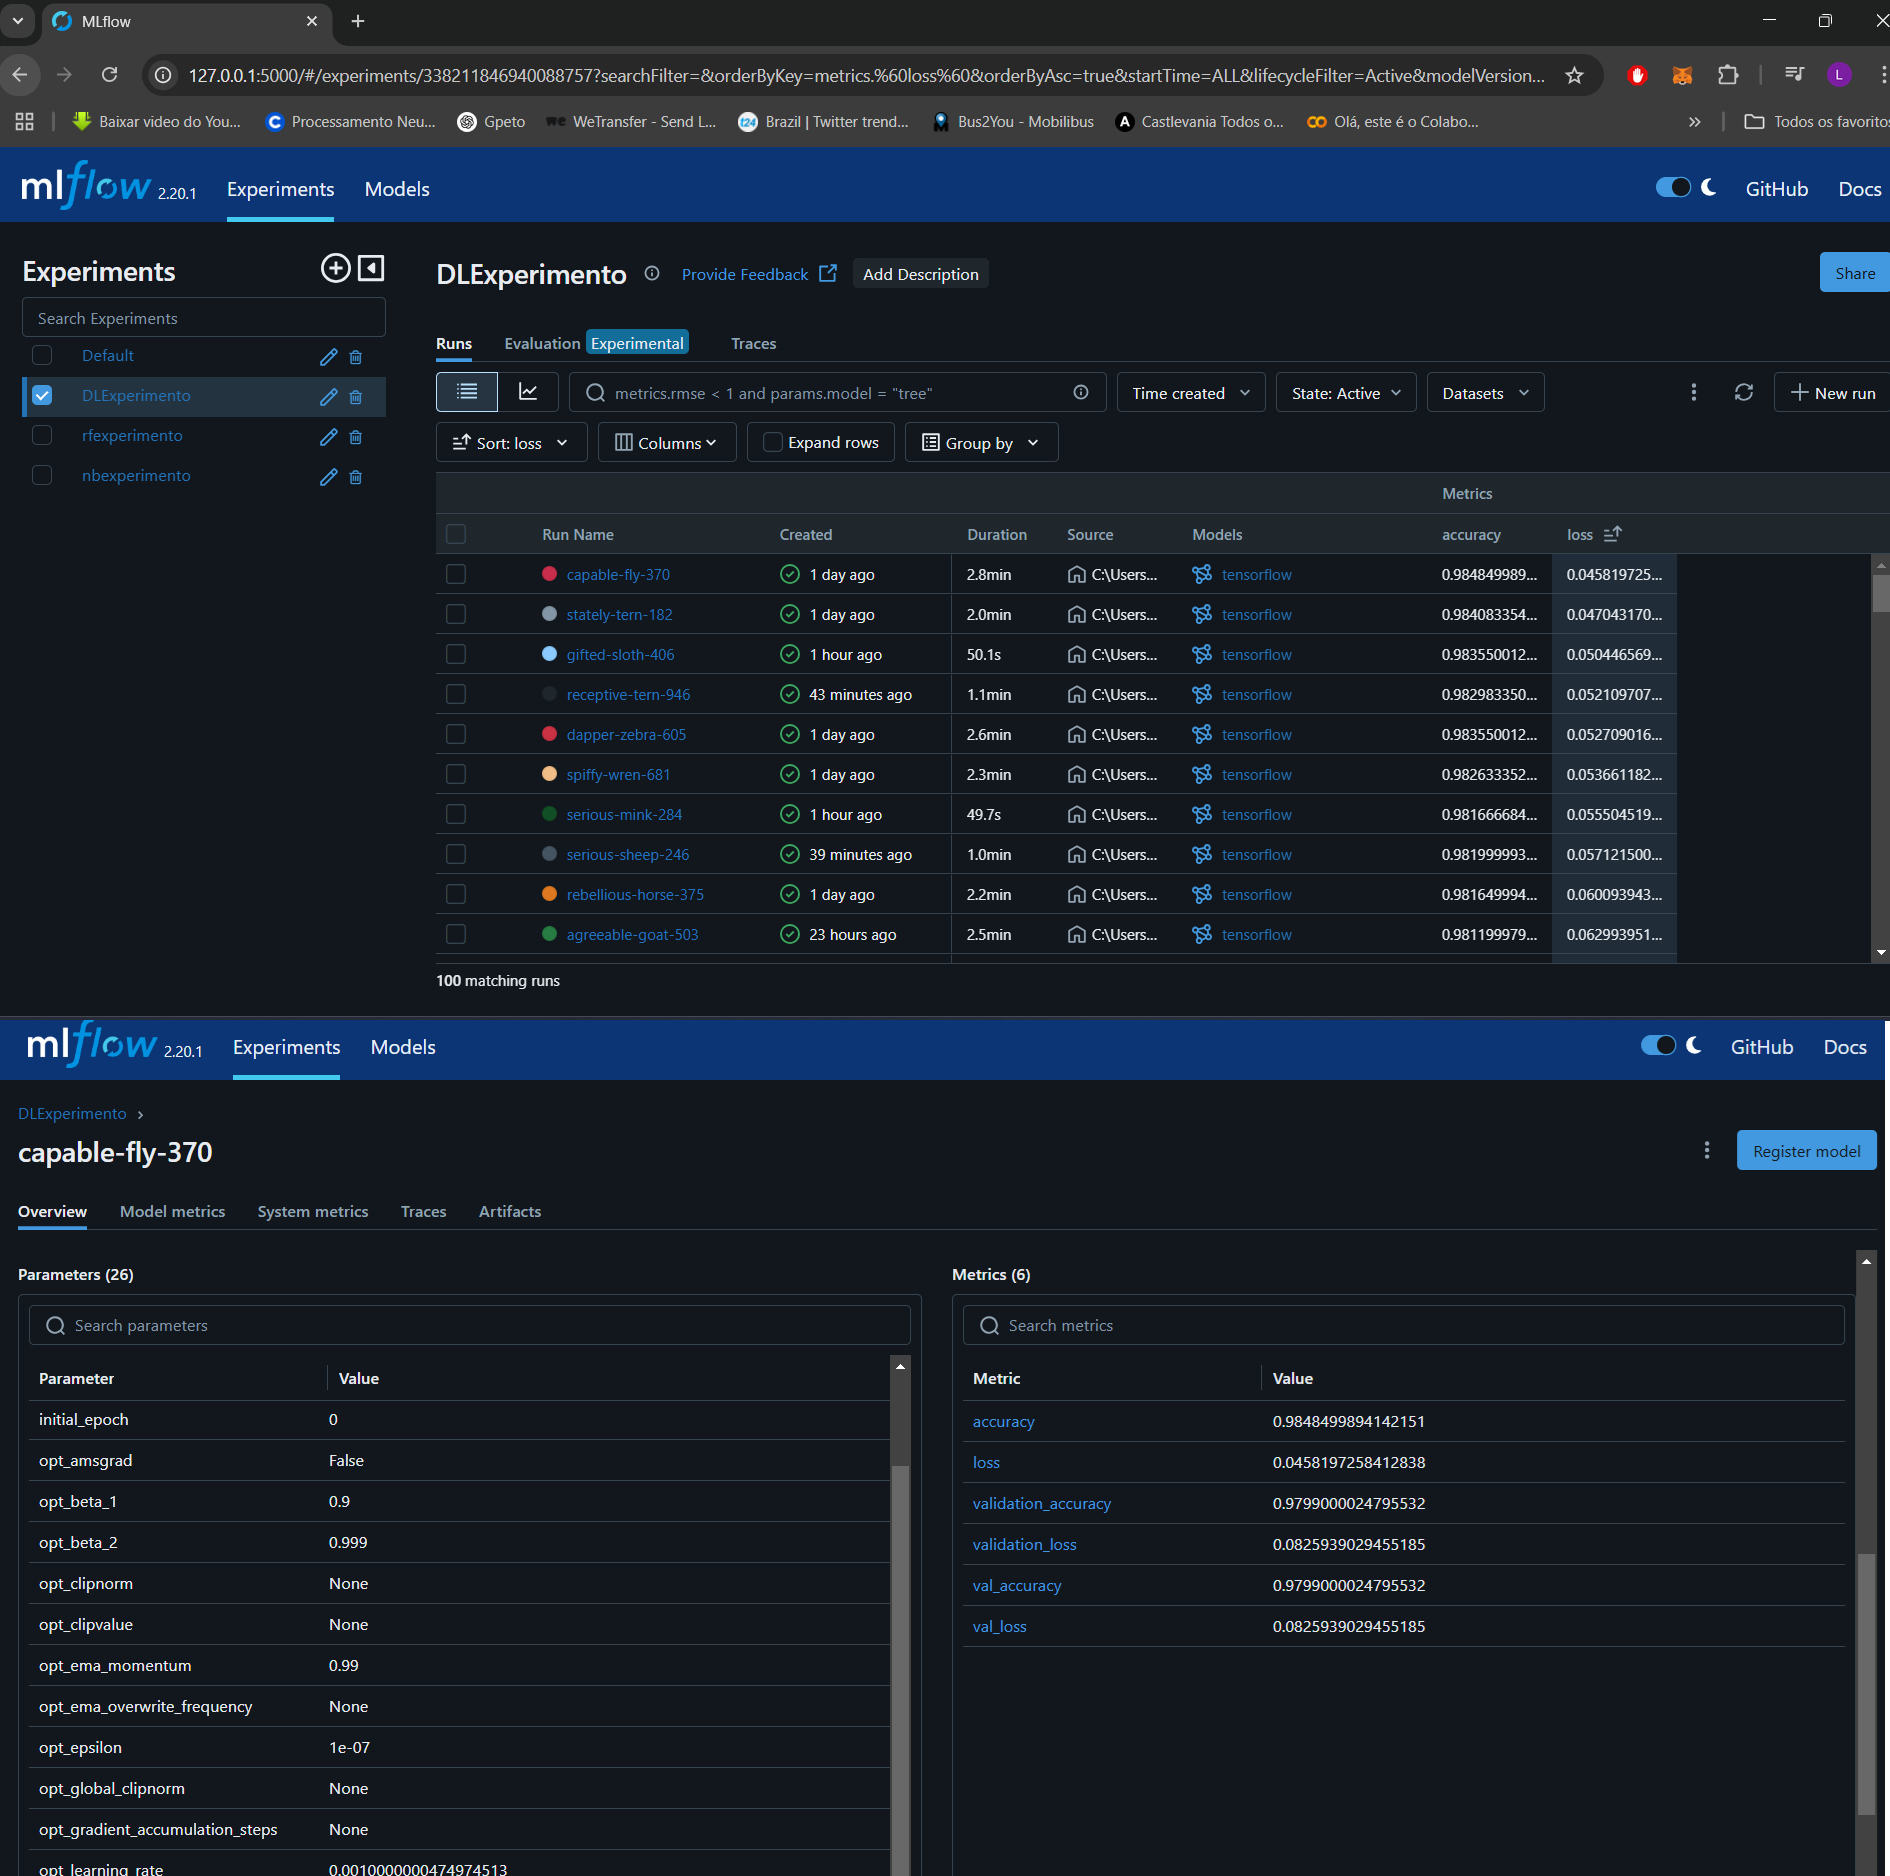 MLflow
127.0.0.1:5000/#/experiments/338211846940088757?searchFilter=&orderByKey=metrics.%60loss%60&orderByAsc=true&startTime=ALL&lifecycleFilter=Active&modelVersion...
L
Baixar video do You... Processamento Neu... Gpeto WeTransfer - Send L... Brazil | Twitter trend... Bus2You - Mobilibus Castlevania Todos o... Olá, este é o Colabo... » Todos os favoritos
mlflow 2.20.1 Experiments Models GitHub Docs
Experiments
Search Experiments
Default
DLExperimento
rfexperimento
nbexperimento
DLExperimento Provide Feedback Add Description Share
Runs Evaluation Experimental Traces
metrics.rmse < 1 and params.model = "tree" Time created State: Active Datasets New run
Sort: loss Columns Expand rows Group by
Metrics
Run Name Created Duration Source Models accuracy loss
capable-fly-370 1 day ago 2.8min C:\Users... tensorflow 0.984849989... 0.045819725...
stately-tern-182 1 day ago 2.0min C:\Users... tensorflow 0.984083354... 0.047043170...
gifted-sloth-406 1 hour ago 50.1s C:\Users... tensorflow 0.983550012... 0.050446569...
receptive-tern-946 43 minutes ago 1.1min C:\Users... tensorflow 0.982983350... 0.052109707...
dapper-zebra-605 1 day ago 2.6min C:\Users... tensorflow 0.983550012... 0.052709016...
spiffy-wren-681 1 day ago 2.3min C:\Users... tensorflow 0.982633352... 0.053661182...
serious-mink-284 1 hour ago 49.7s C:\Users... tensorflow 0.981666684... 0.055504519...
serious-sheep-246 39 minutes ago 1.0min C:\Users... tensorflow 0.981999993... 0.057121500...
rebellious-horse-375 1 day ago 2.2min C:\Users... tensorflow 0.981649994... 0.060093943...
agreeable-goat-503 23 hours ago 2.5min C:\Users... tensorflow 0.981199979... 0.062993951...
100 matching runs
mlflow 2.20.1 Experiments Models GitHub Docs
DLExperimento >
capable-fly-370 Register model
Overview Model metrics System metrics Traces Artifacts
Parameters (26)
Search parameters
Parameter Value
initial_epoch 0
opt_amsgrad False
opt_beta_1 0.9
opt_beta_2 0.999
opt_clipnorm None
opt_clipvalue None
opt_ema_momentum 0.99
opt_ema_overwrite_frequency None
opt_epsilon 1e-07
opt_global_clipnorm None
opt_gradient_accumulation_steps None
opt_learning_rate 0.0010000000474974513
Metrics (6)
Search metrics
Metric Value
accuracy 0.9848499894142151
loss 0.0458197258412838
validation_accuracy 0.9799000024795532
validation_loss 0.0825939029455185
val_accuracy 0.9799000024795532
val_loss 0.0825939029455185